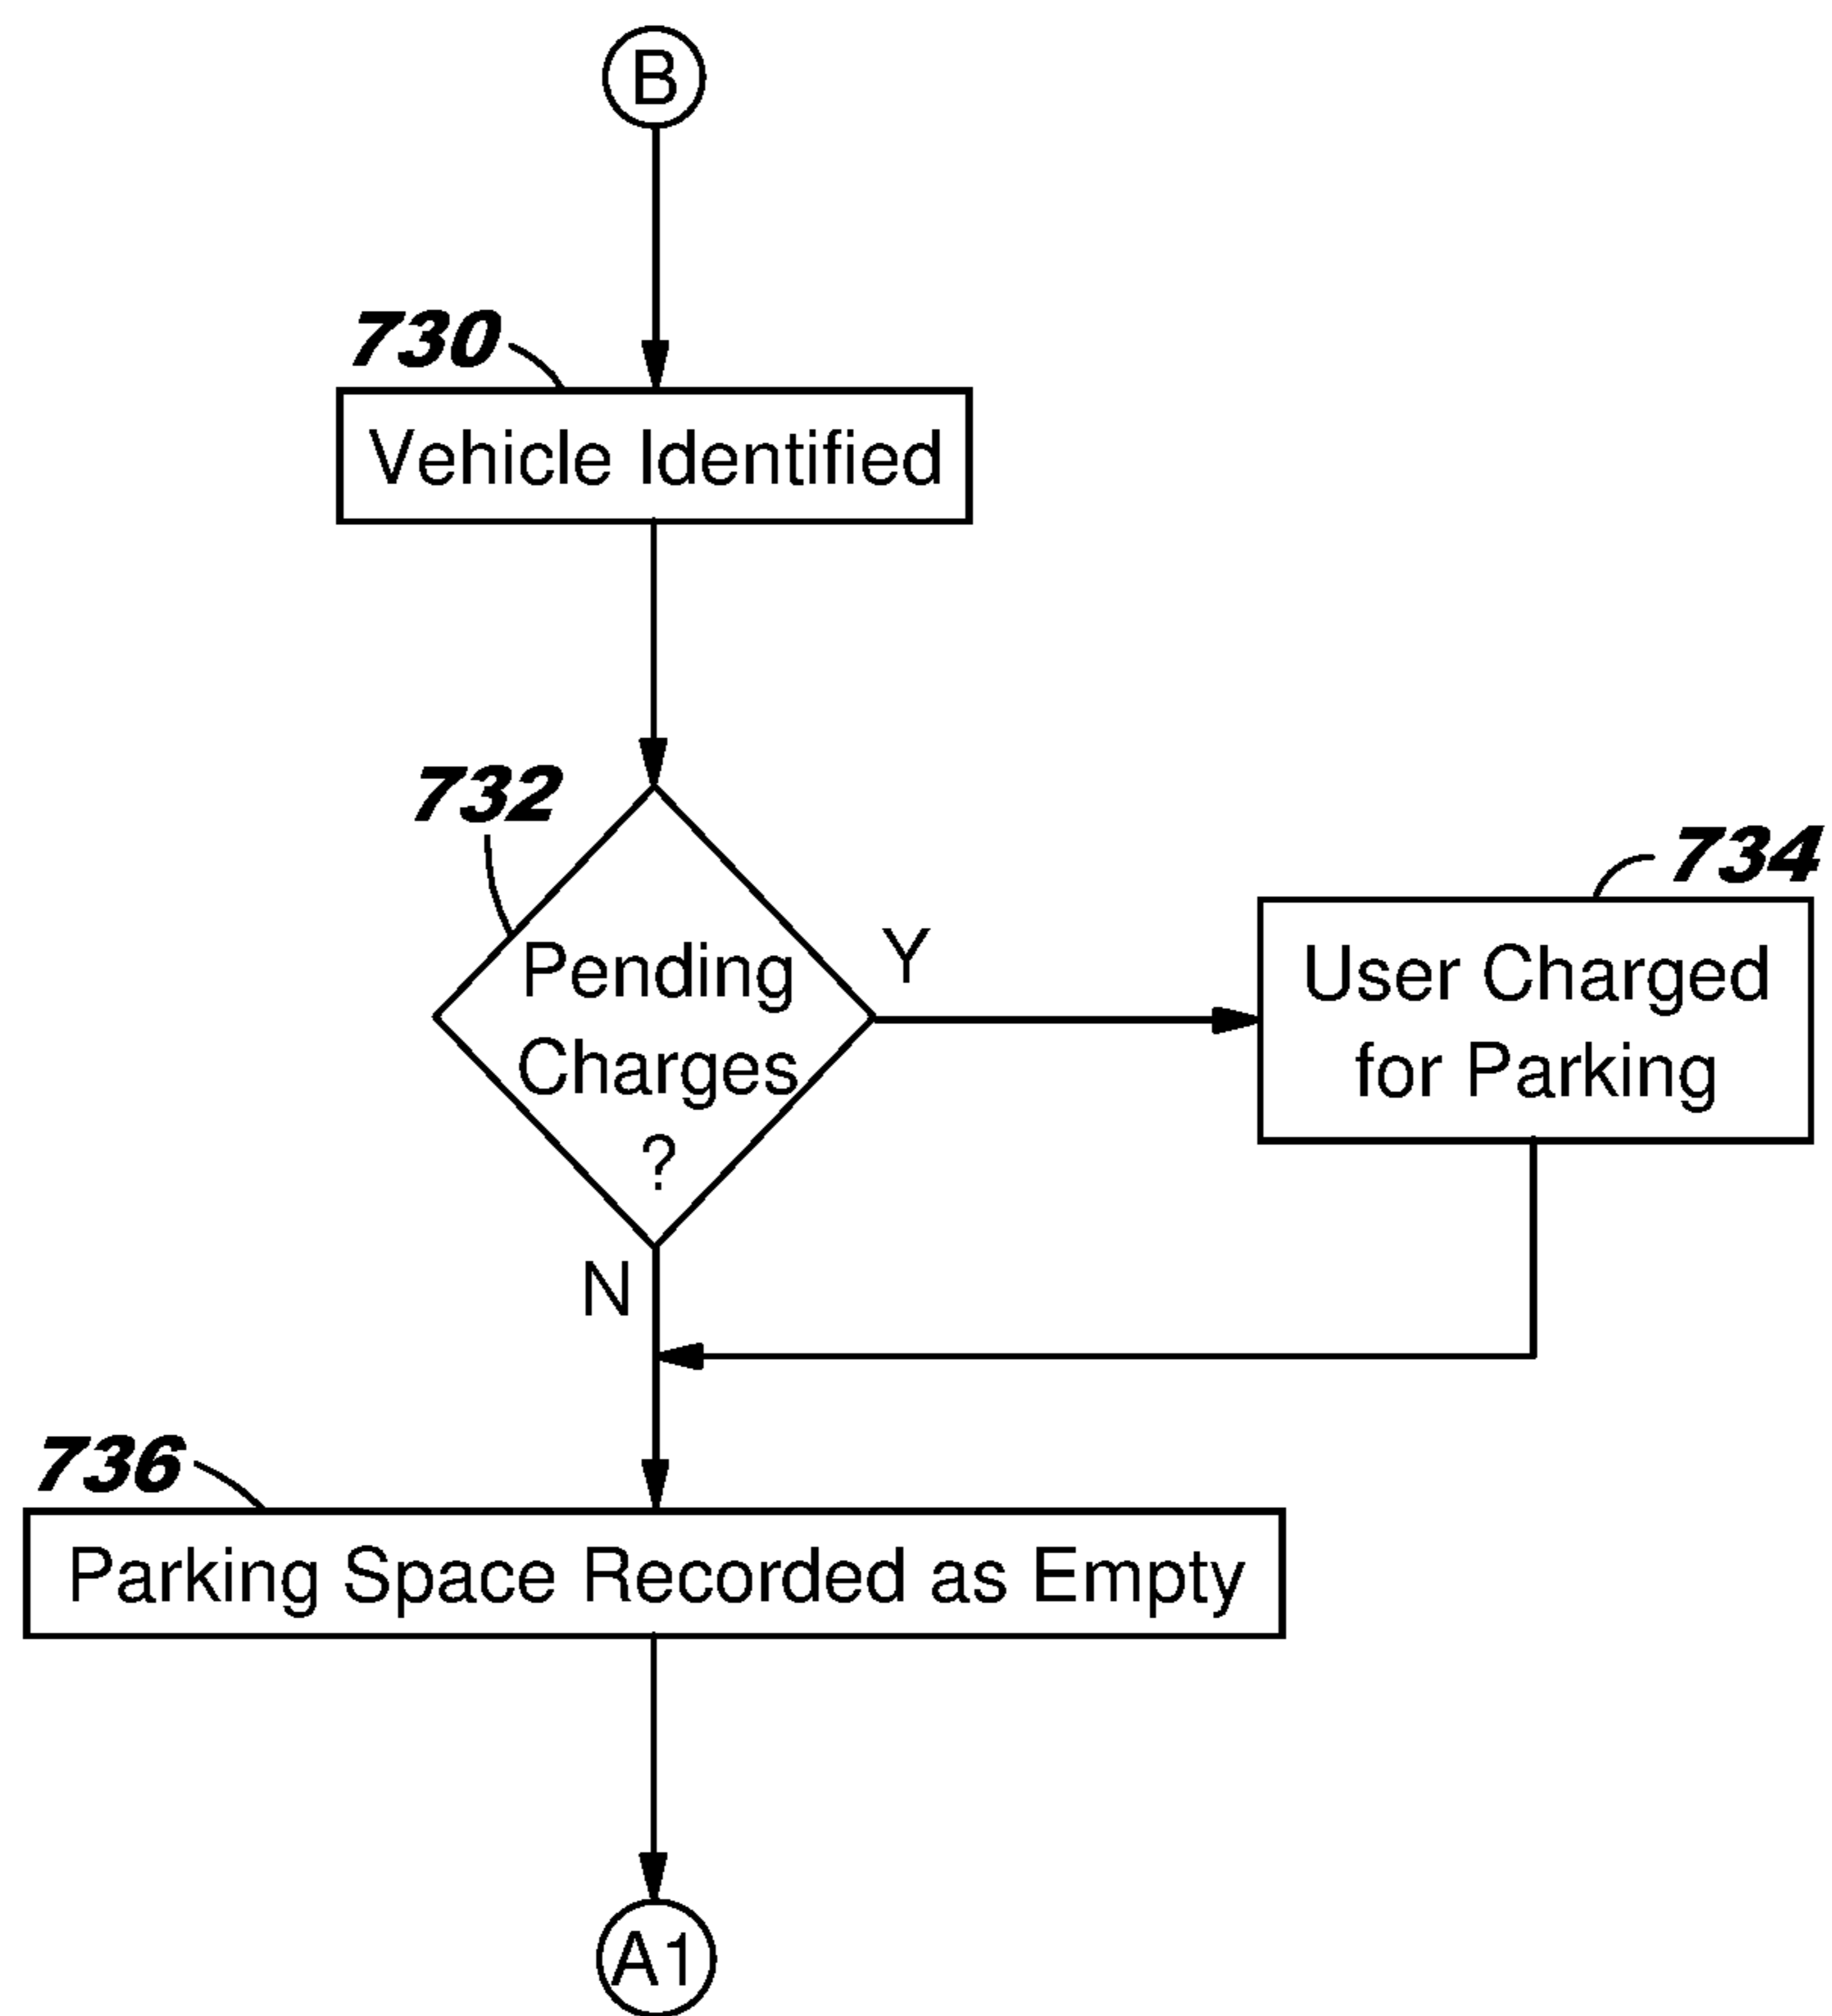 B
730
Vehicle Identified
732
734
Pending
Charges
?
Y
User Charged
for Parking
N
736
Parking Space Recorded as Empty
A1